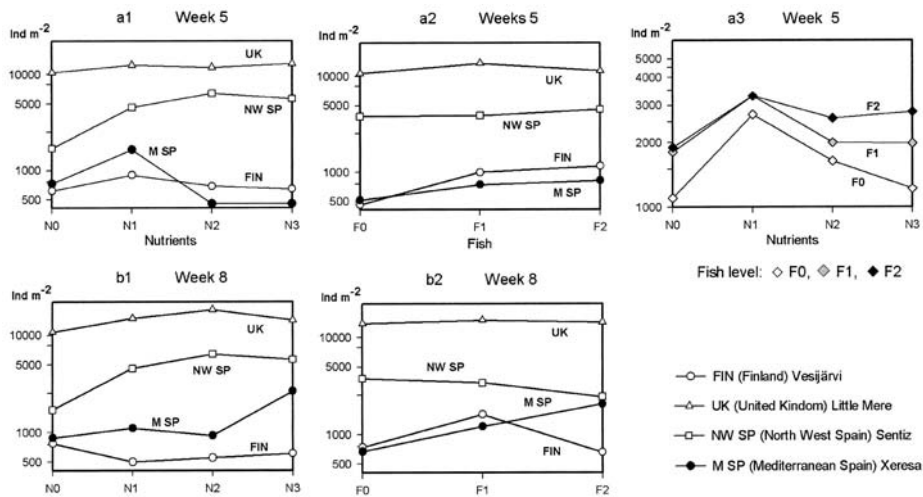 a1 Week 5
Ind m-2
10000
5000
1000
500
UK
NW SP
M SP
FIN
N0 N1 N2 N3
Nutrients
a2 Weeks 5
Ind m-2
10000
5000
1000
500
UK
NW SP
FIN
M SP
F0 F1 F2
Fish
a3 Week 5
Ind m-2
5000
4000
3000
2000
1000
F2
F1
F0
N0 N1 N2 N3
Nutrients
Fish level: F0, F1, F2
b1 Week 8
Ind m-2
10000
5000
1000
500
UK
NW SP
M SP
FIN
N0 N1 N2 N3
b2 Week 8
Ind m-2
10000
5000
1000
500
UK
NW SP
M SP
FIN
F0 F1 F2
FIN (Finland) Vesijärvi
UK (United Kindom) Little Mere
NW SP (North West Spain) Sentiz
M SP (Mediterranean Spain) Xeresa